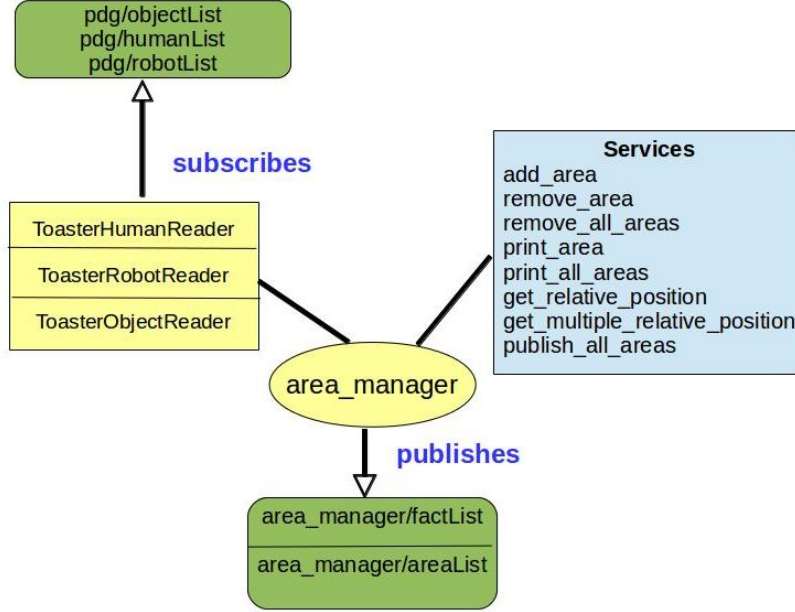 pdg/objectList
pdg/humanList
pdg/robotList
subscribes
ToasterHumanReader
ToasterRobotReader
ToasterObjectReader
Services
add_area
remove_area
remove_all_areas
print_area
print_all_areas
get_relative_position
get_multiple_relative_position
publish_all_areas
area_manager
publishes
area_manager/factList
area_manager/areaList